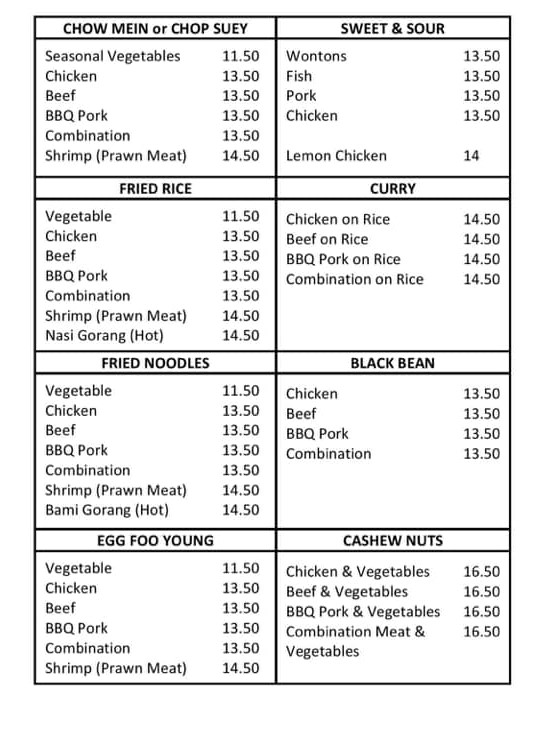 CHOW MEIN or CHOP SUEY
Seasonal Vegetables 11.50
Chicken 13.50
Beef 13.50
BBQ Pork 13.50
Combination 13.50
Shrimp (Prawn Meat) 14.50
SWEET & SOUR
Wontons 13.50
Fish 13.50
Pork 13.50
Chicken 13.50
Lemon Chicken 14
FRIED RICE
Vegetable 11.50
Chicken 13.50
Beef 13.50
BBQ Pork 13.50
Combination 13.50
Shrimp (Prawn Meat) 14.50
Nasi Gorang (Hot) 14.50
CURRY
Chicken on Rice 14.50
Beef on Rice 14.50
BBQ Pork on Rice 14.50
Combination on Rice 14.50
FRIED NOODLES
Vegetable 11.50
Chicken 13.50
Beef 13.50
BBQ Pork 13.50
Combination 13.50
Shrimp (Prawn Meat) 14.50
Bami Gorang (Hot) 14.50
BLACK BEAN
Chicken 13.50
Beef 13.50
BBQ Pork 13.50
Combination 13.50
EGG FOO YOUNG
Vegetable 11.50
Chicken 13.50
Beef 13.50
BBQ Pork 13.50
Combination 13.50
Shrimp (Prawn Meat) 14.50
CASHEW NUTS
Chicken & Vegetables 16.50
Beef & Vegetables 16.50
BBQ Pork & Vegetables 16.50
Combination Meat & 16.50
Vegetables